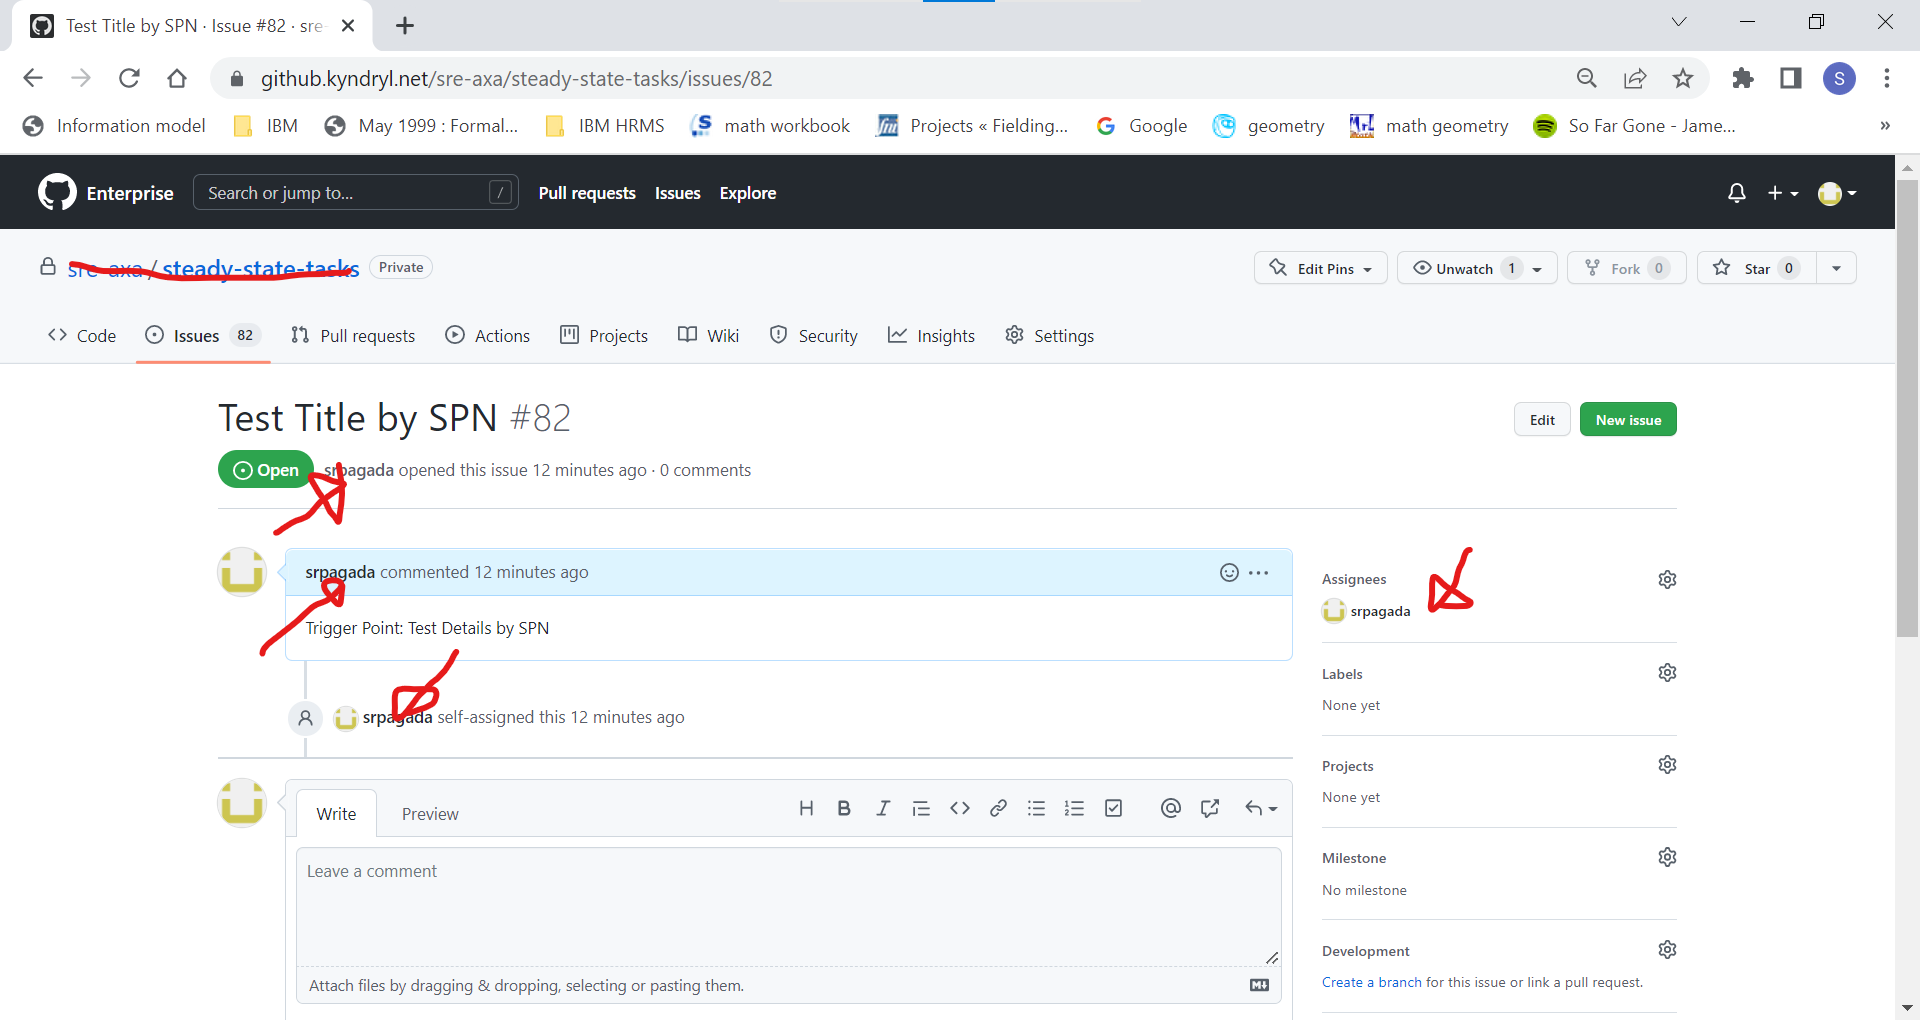 Test Title by SPN · Issue #82 · sre-
github.kyndryl.net/sre-axa/steady-state-tasks/issues/82
S
Information model IBM May 1999 : Formal... IBM HRMS math workbook Projects « Fielding... Google geometry math geometry So Far Gone - Jame... »
Enterprise Search or jump to... / Pull requests Issues Explore
sre-axa / steady-state-tasks Private Edit Pins Unwatch 1 Fork 0 Star 0
Code Issues 82 Pull requests Actions Projects Wiki Security Insights Settings
Test Title by SPN #82 Edit New issue
Open srpagada opened this issue 12 minutes ago · 0 comments
srpagada commented 12 minutes ago
Trigger Point: Test Details by SPN
srpagada self-assigned this 12 minutes ago
Write Preview
Leave a comment
Attach files by dragging & dropping, selecting or pasting them.
Assignees
srpagada
Labels
None yet
Projects
None yet
Milestone
No milestone
Development
Create a branch for this issue or link a pull request.